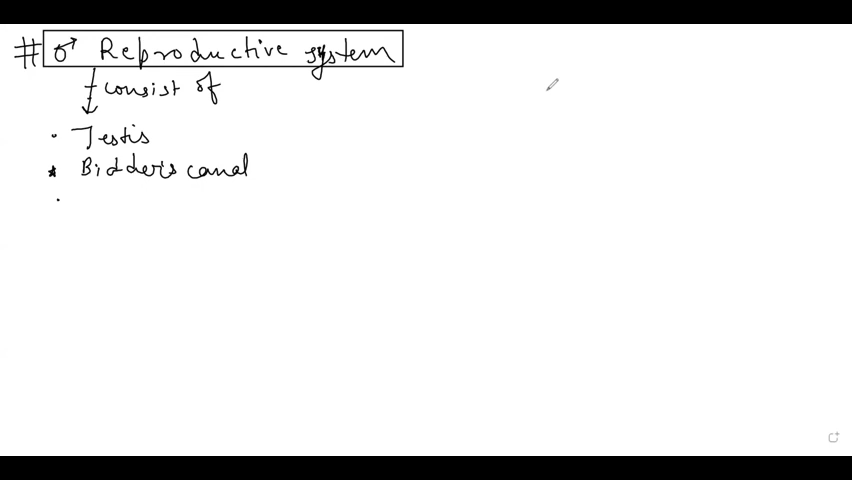 # ♂ Reproductive system
consist of
• Testis
* Bidder's canal
•